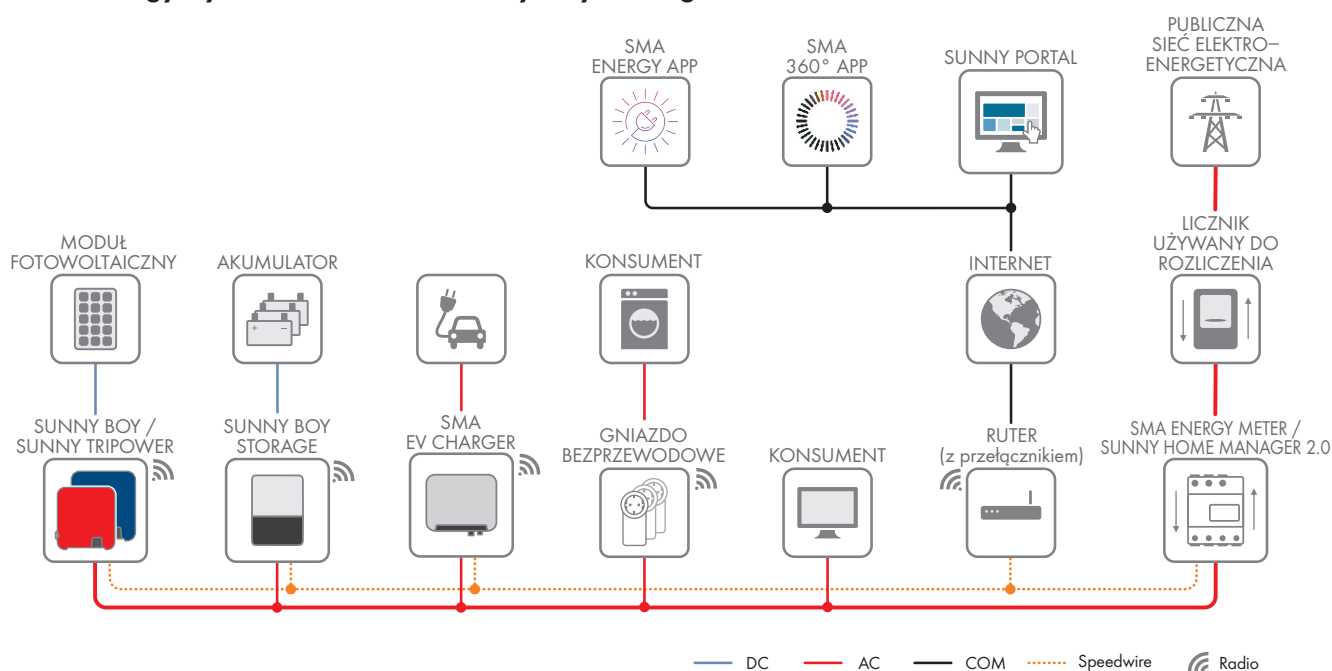 SMA
ENERGY APP
SMA
360° APP
SUNNY PORTAL
PUBLICZNA
SIEĆ ELEKTRO–
ENERGETYCZNA
MODUŁ
FOTOWOLTAICZNY
AKUMULATOR
KONSUMENT
INTERNET
LICZNIK
UŻYWANY DO
ROZLICZENIA
SUNNY BOY /
SUNNY TRIPOWER
SUNNY BOY
STORAGE
SMA
EV CHARGER
GNIAZDO
BEZPRZEWODOWE
KONSUMENT
RUTER
(z przełącznikiem)
SMA ENERGY METER /
SUNNY HOME MANAGER 2.0
DC
AC
COM
Speedwire
Radio